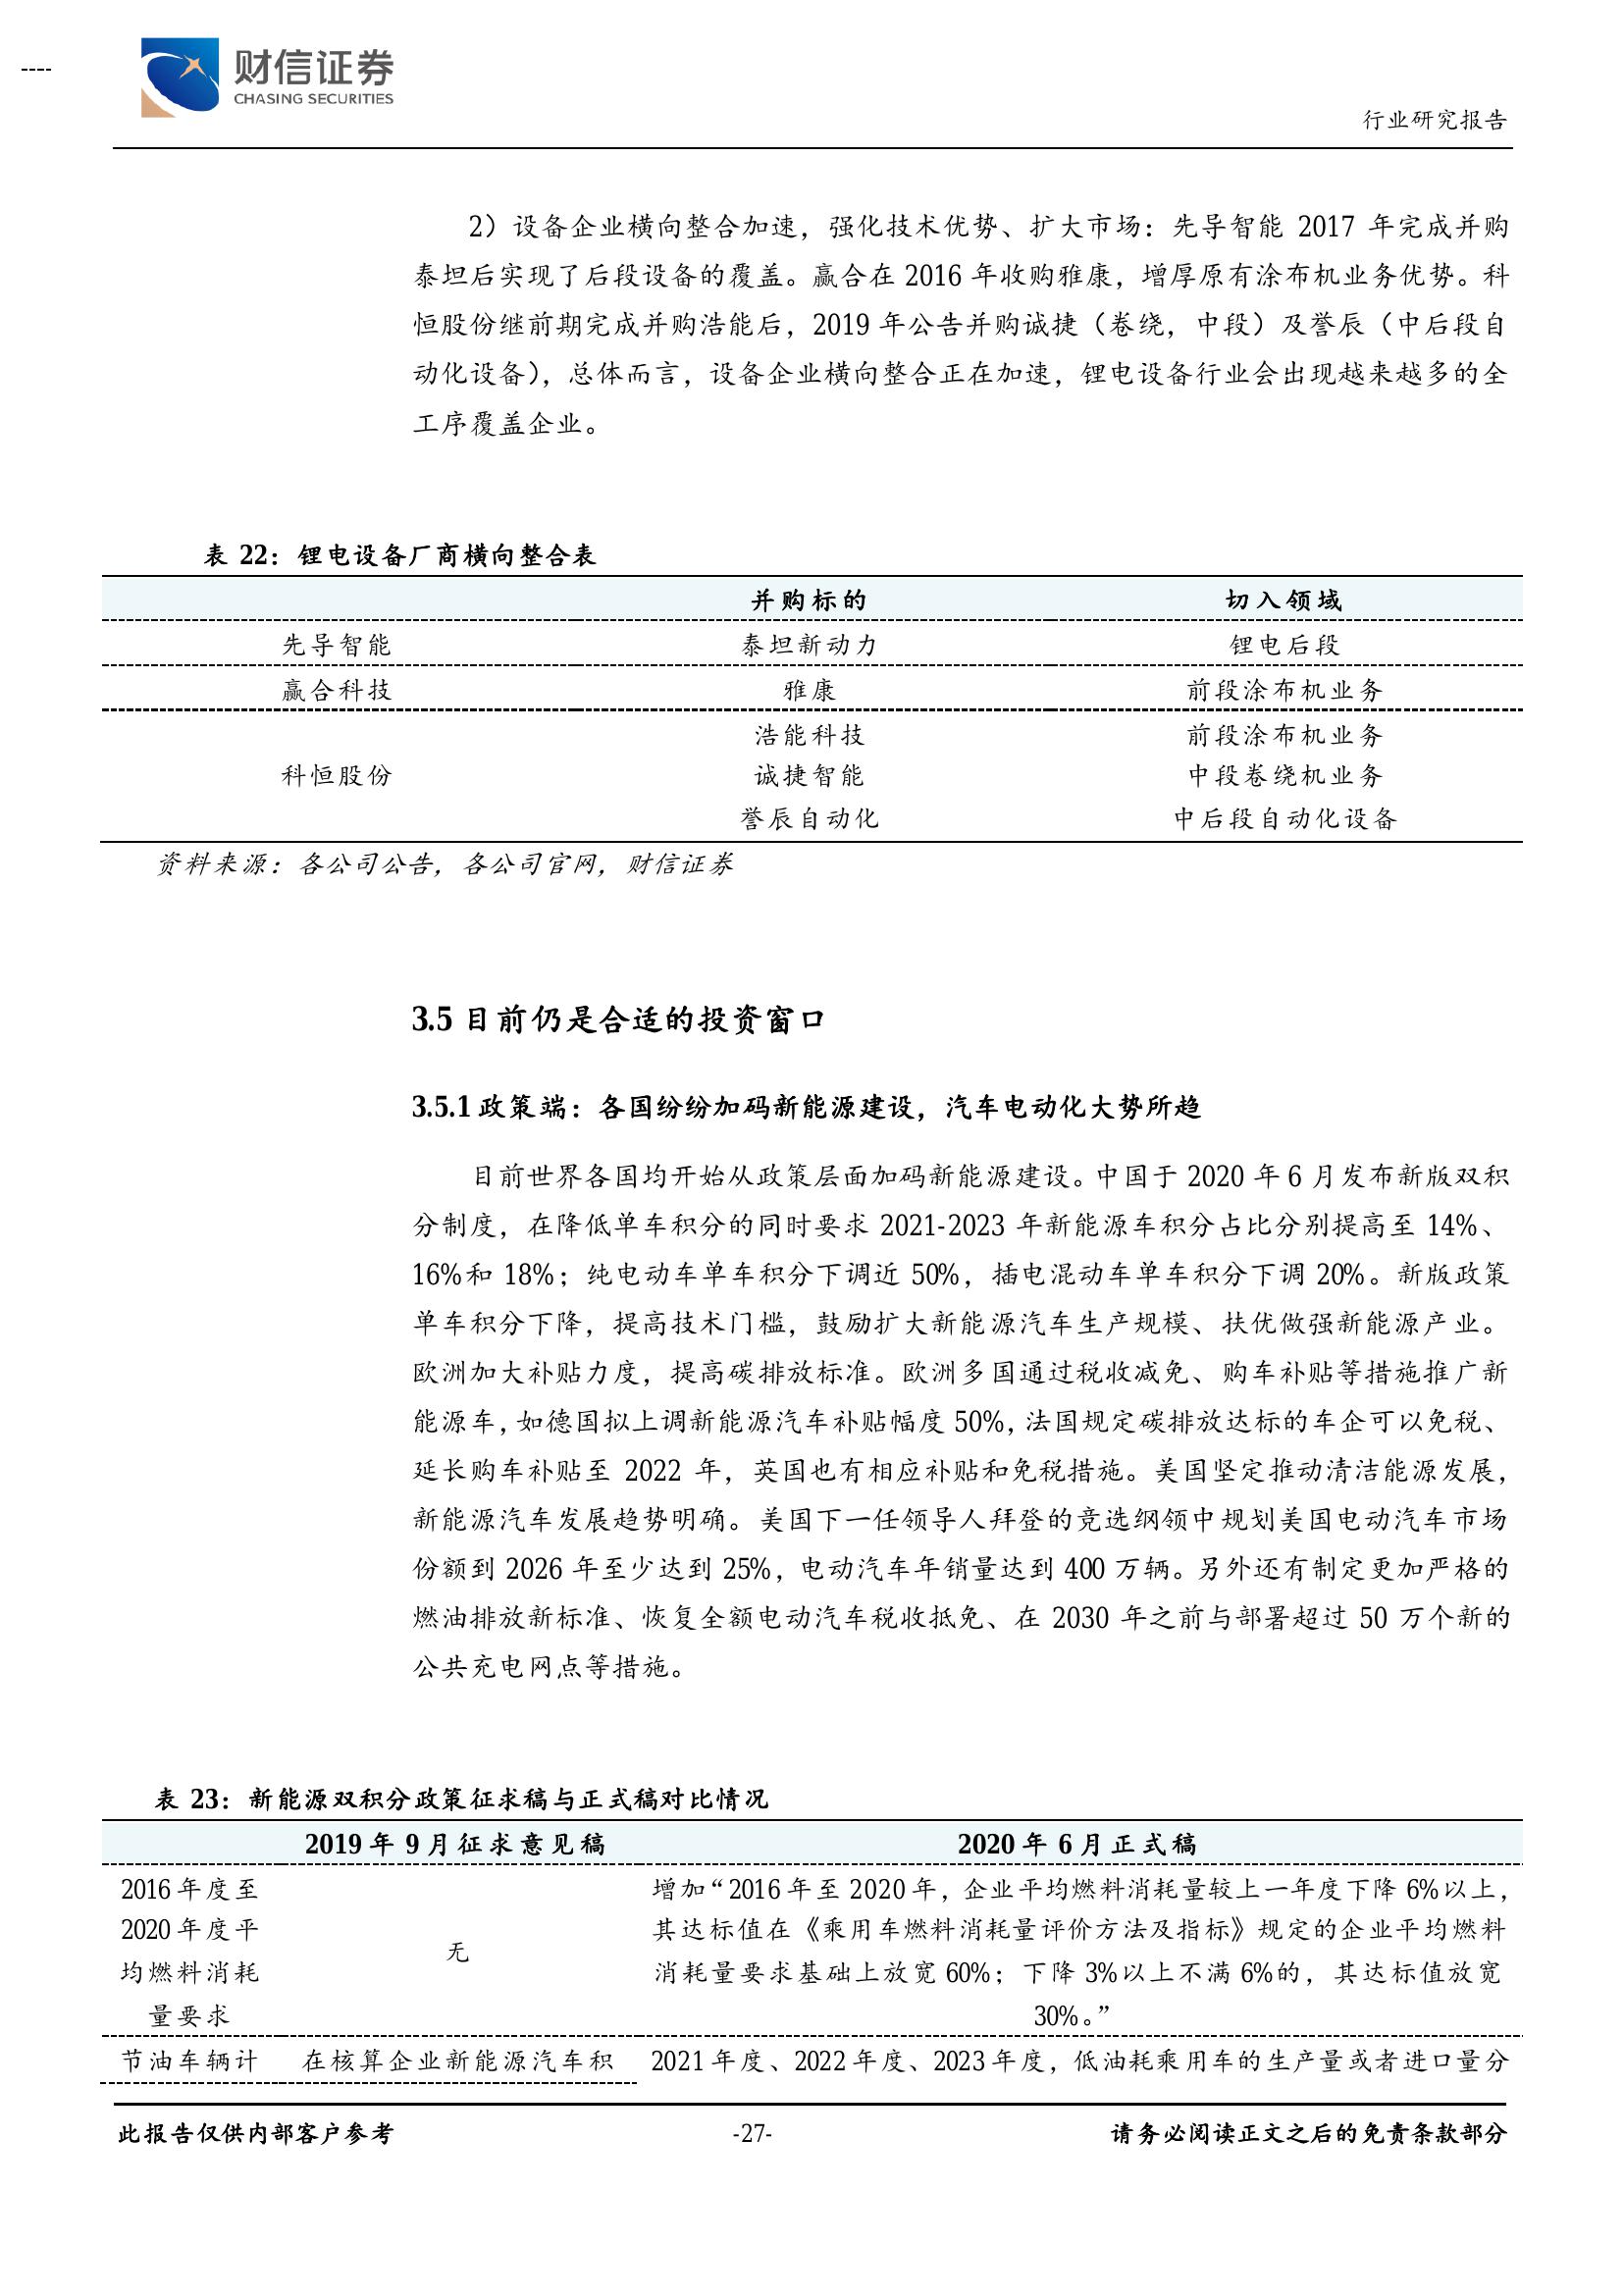 ----
财信证券
CHASING SECURITIES
行业研究报告
2）设备企业横向整合加速，强化技术优势、扩大市场：先导智能 2017 年完成并购
泰坦后实现了后段设备的覆盖。赢合在 2016 年收购雅康，增厚原有涂布机业务优势。科
恒股份继前期完成并购浩能后，2019 年公告并购诚捷（卷绕，中段）及誉辰（中后段自
动化设备），总体而言，设备企业横向整合正在加速，锂电设备行业会出现越来越多的全
工序覆盖企业。
表 22：锂电设备厂商横向整合表
并购标的 切入领域
先导智能 泰坦新动力 锂电后段
赢合科技 雅康 前段涂布机业务
浩能科技 前段涂布机业务
科恒股份 诚捷智能 中段卷绕机业务
誉辰自动化 中后段自动化设备
资料来源：各公司公告，各公司官网，财信证券
3.5 目前仍是合适的投资窗口
3.5.1 政策端：各国纷纷加码新能源建设，汽车电动化大势所趋
目前世界各国均开始从政策层面加码新能源建设。中国于 2020 年 6 月发布新版双积
分制度，在降低单车积分的同时要求 2021-2023 年新能源车积分占比分别提高至 14%、
16%和 18%；纯电动车单车积分下调近 50%，插电混动车单车积分下调 20%。新版政策
单车积分下降，提高技术门槛，鼓励扩大新能源汽车生产规模、扶优做强新能源产业。
欧洲加大补贴力度，提高碳排放标准。欧洲多国通过税收减免、购车补贴等措施推广新
能源车，如德国拟上调新能源汽车补贴幅度 50%，法国规定碳排放达标的车企可以免税、
延长购车补贴至 2022 年，英国也有相应补贴和免税措施。美国坚定推动清洁能源发展，
新能源汽车发展趋势明确。美国下一任领导人拜登的竞选纲领中规划美国电动汽车市场
份额到 2026 年至少达到 25%，电动汽车年销量达到 400 万辆。另外还有制定更加严格的
燃油排放新标准、恢复全额电动汽车税收抵免、在 2030 年之前与部署超过 50 万个新的
公共充电网点等措施。
表 23：新能源双积分政策征求稿与正式稿对比情况
2019 年 9 月征求意见稿 2020 年 6 月正式稿
2016 年度至 增加“2016 年至 2020 年，企业平均燃料消耗量较上一年度下降 6%以上，
2020 年度平 其达标值在《乘用车燃料消耗量评价方法及指标》规定的企业平均燃料
无
均燃料消耗 消耗量要求基础上放宽 60%；下降 3%以上不满 6%的，其达标值放宽
量要求 30%。”
节油车辆计 在核算企业新能源汽车积 2021 年度、2022 年度、2023 年度，低油耗乘用车的生产量或者进口量分
此报告仅供内部客户参考 -27- 请务必阅读正文之后的免责条款部分